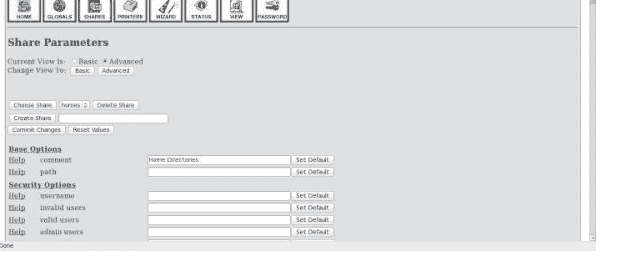 HOME GLOBALS SHARES PRINTERS WIZARD STATUS VIEW PASSWORD
Share Parameters
Current View Is: Basic Advanced
Change View To: Basic Advanced
Choose Share homes Delete Share
Create Share
Commit Changes Reset Values
Base Options
Help comment Home Directories Set Default
Help path Set Default
Security Options
Help username Set Default
Help invalid users Set Default
Help valid users Set Default
Help admin users Set Default
Done